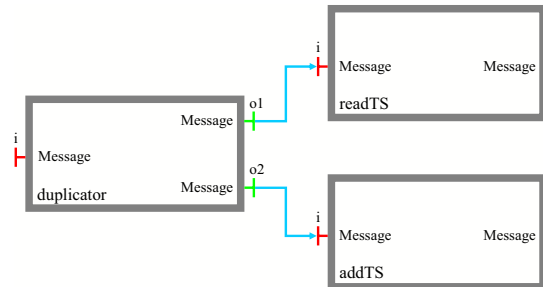 i
Message Message
readTS
o1
Message
i
Message
o2
Message
duplicator
i
Message Message
addTS